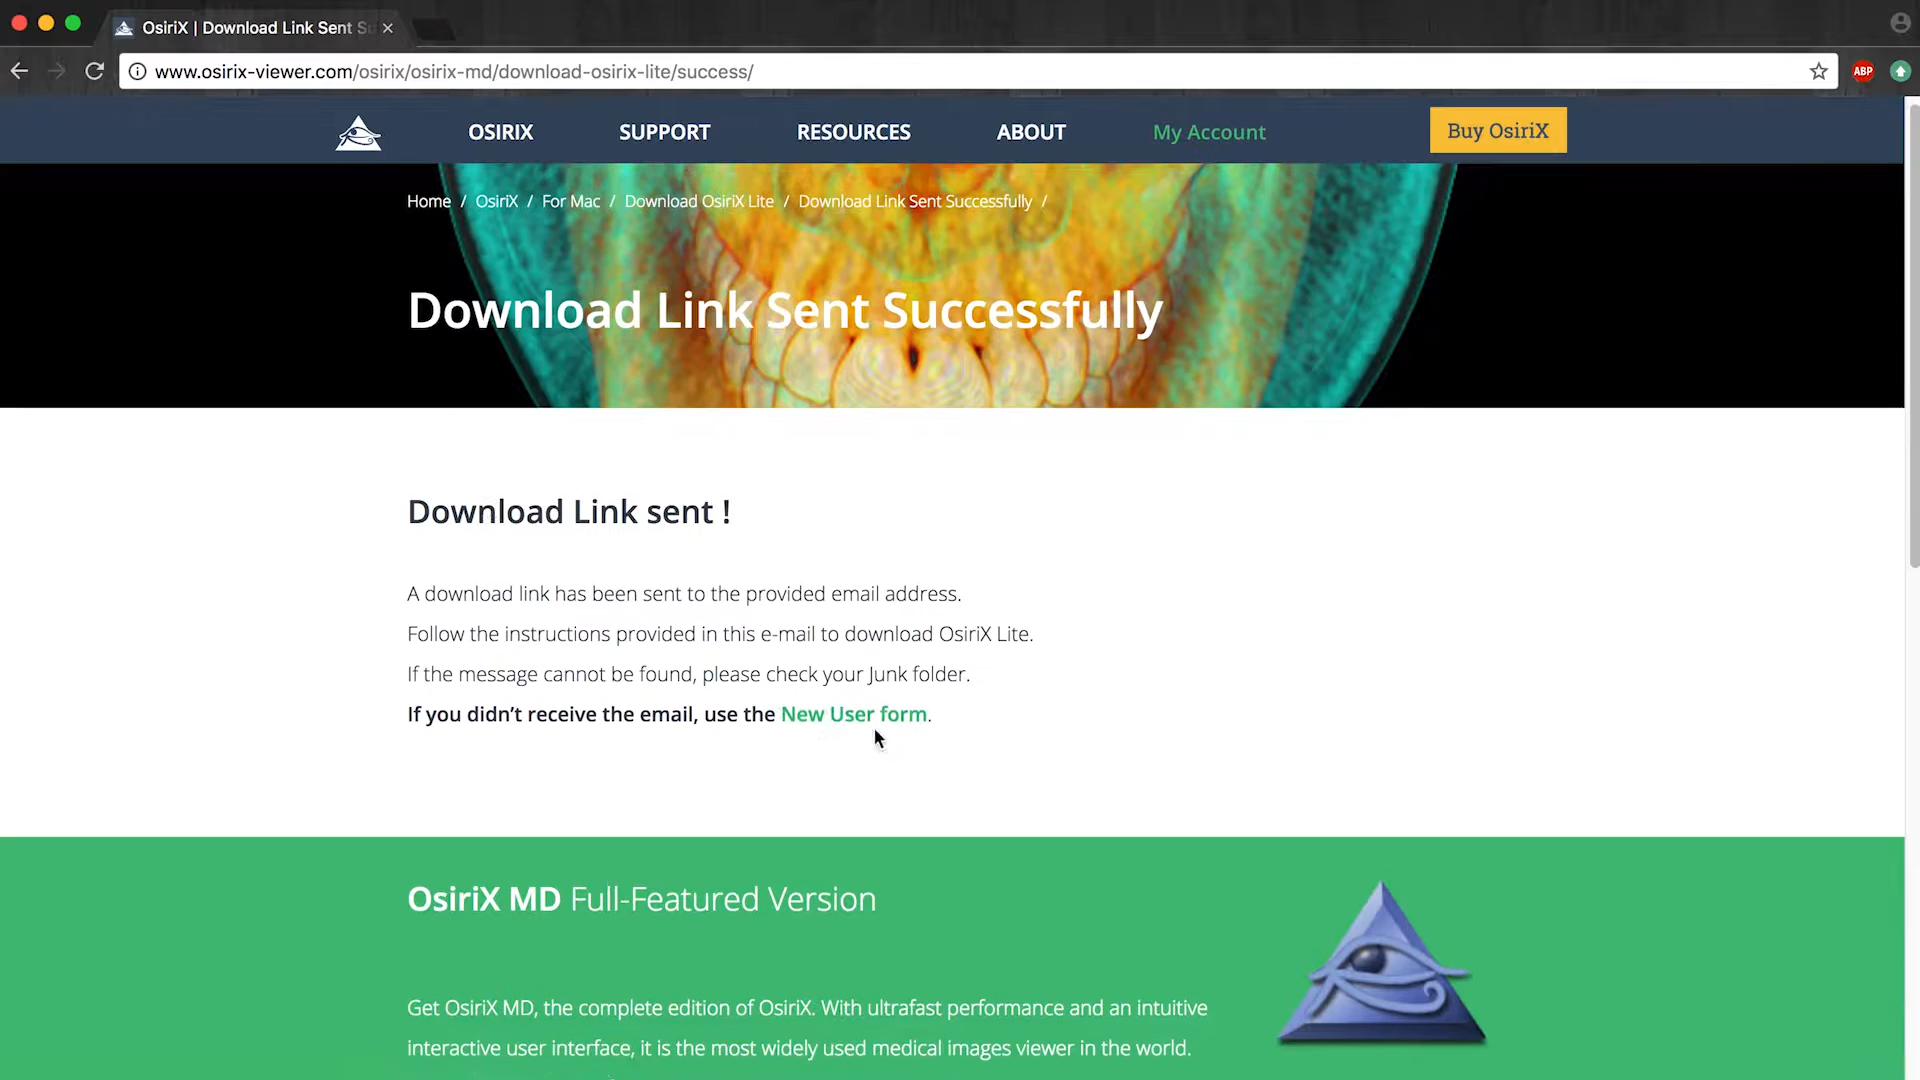 OsiriX | Download Link Sent Su
www.osirix-viewer.com/osirix/osirix-md/download-osirix-lite/success/
ABP
OSIRIX SUPPORT RESOURCES ABOUT My Account Buy OsiriX
Home / OsiriX / For Mac / Download OsiriX Lite / Download Link Sent Successfully /
Download Link Sent Successfully
Download Link sent !
A download link has been sent to the provided email address.
Follow the instructions provided in this e-mail to download OsiriX Lite.
If the message cannot be found, please check your Junk folder.
If you didn’t receive the email, use the New User form.
OsiriX MD Full-Featured Version
Get OsiriX MD, the complete edition of OsiriX. With ultrafast performance and an intuitive
interactive user interface, it is the most widely used medical images viewer in the world.